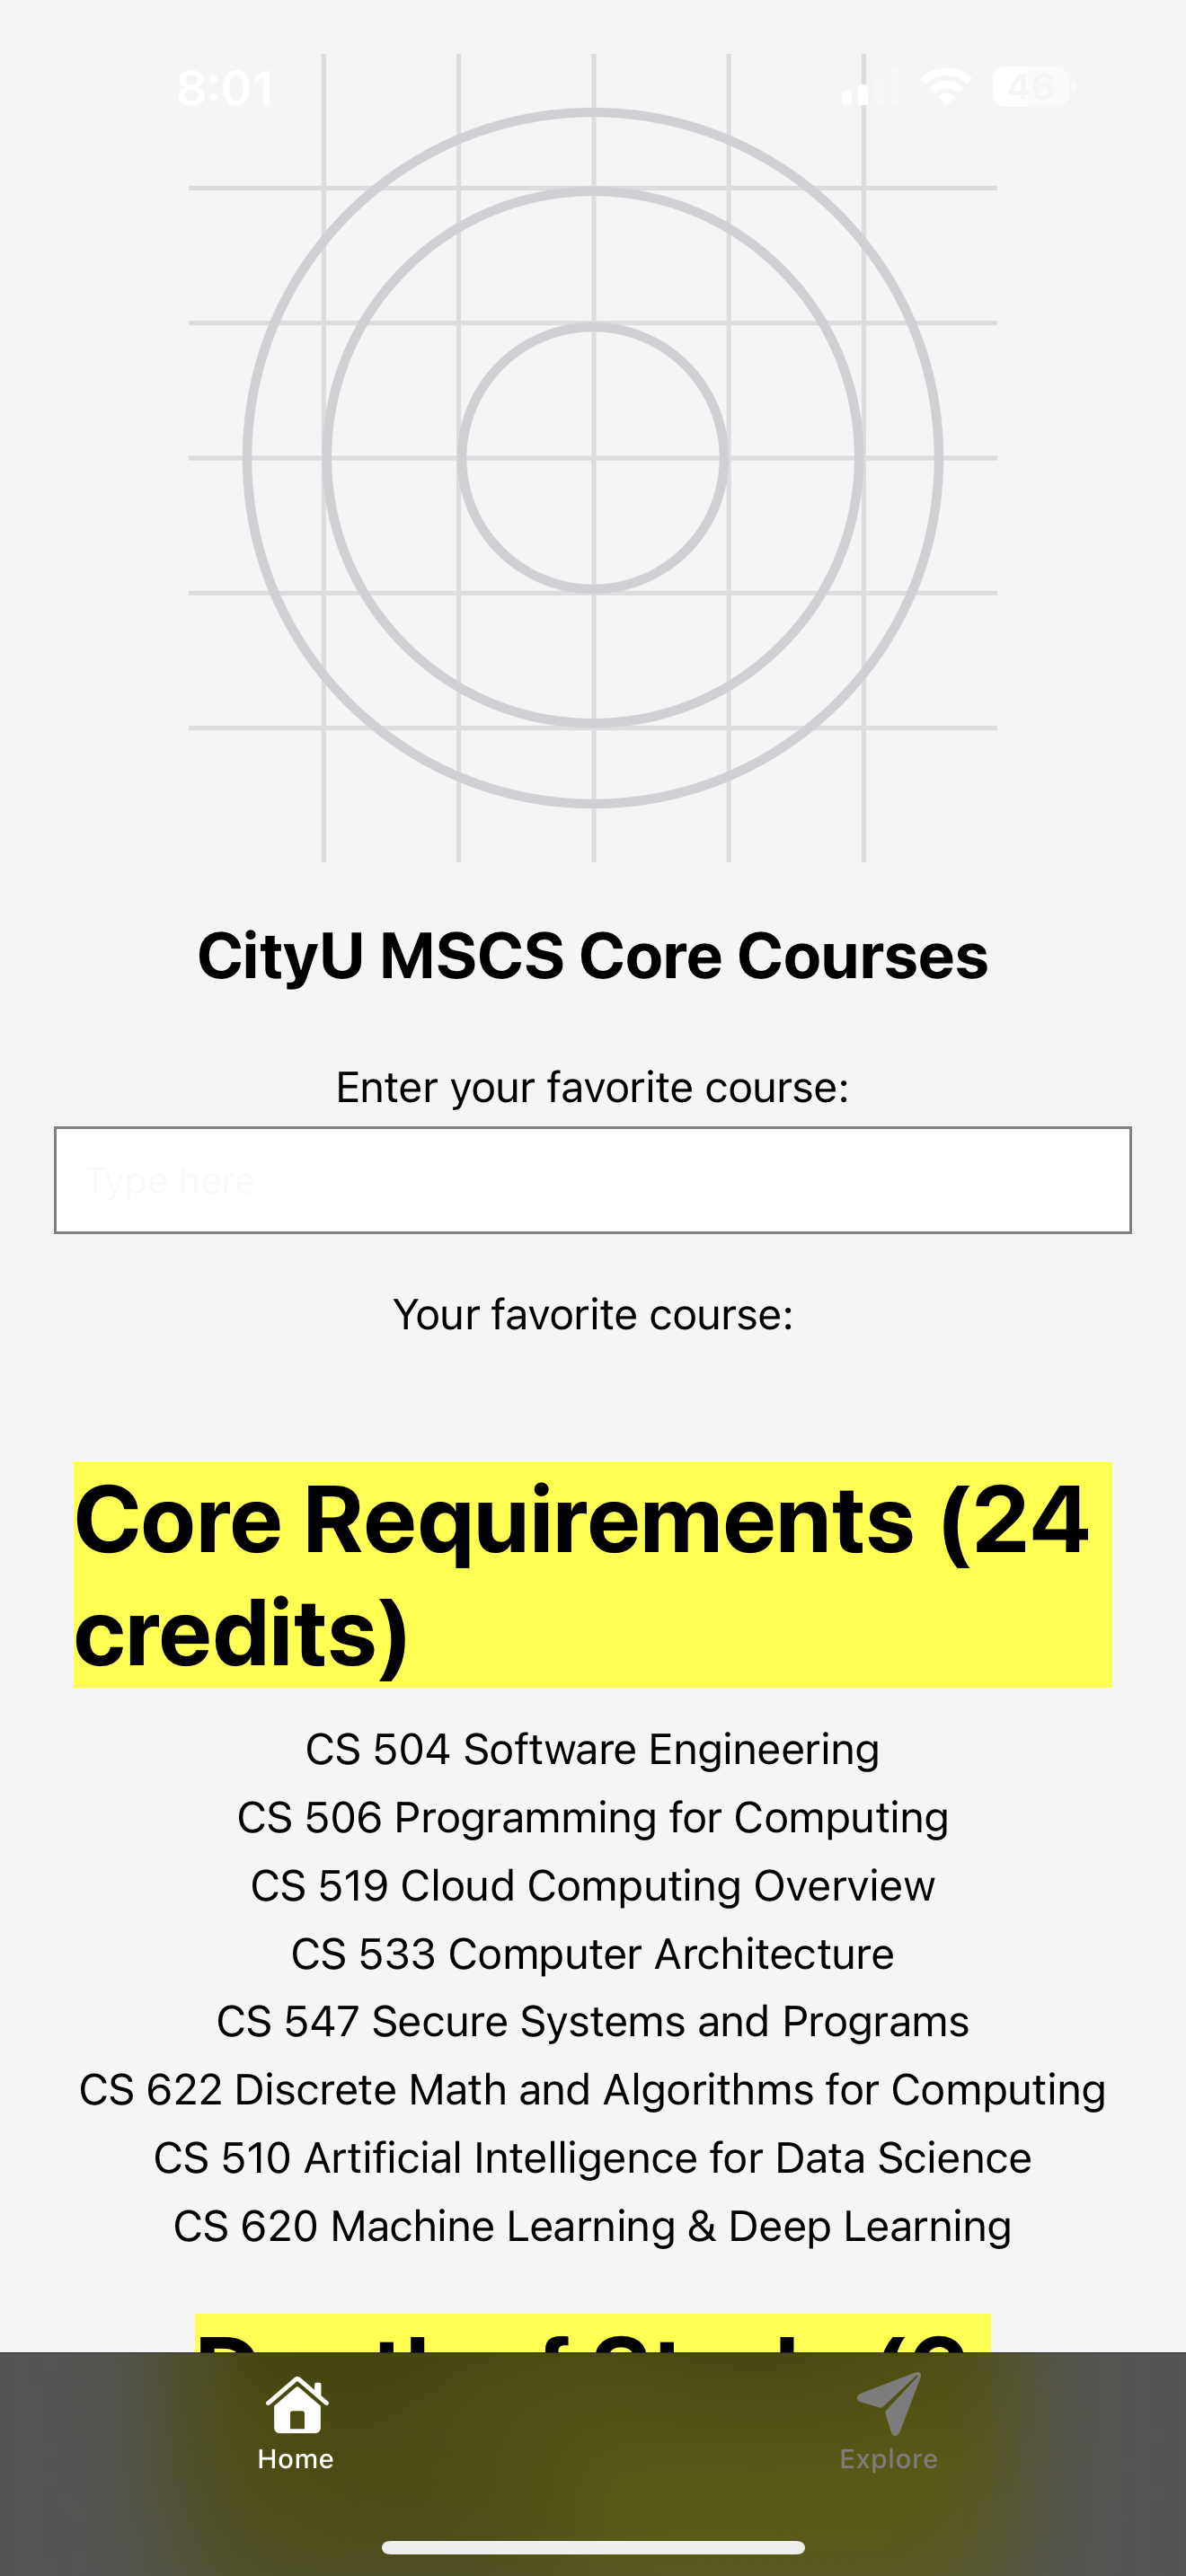 8:01
46
CityU MSCS Core Courses
Enter your favorite course:
Type here
Your favorite course:
Core Requirements (24
credits)
CS 504 Software Engineering
CS 506 Programming for Computing
CS 519 Cloud Computing Overview
CS 533 Computer Architecture
CS 547 Secure Systems and Programs
CS 622 Discrete Math and Algorithms for Computing
CS 510 Artificial Intelligence for Data Science
CS 620 Machine Learning & Deep Learning
Home
Explore